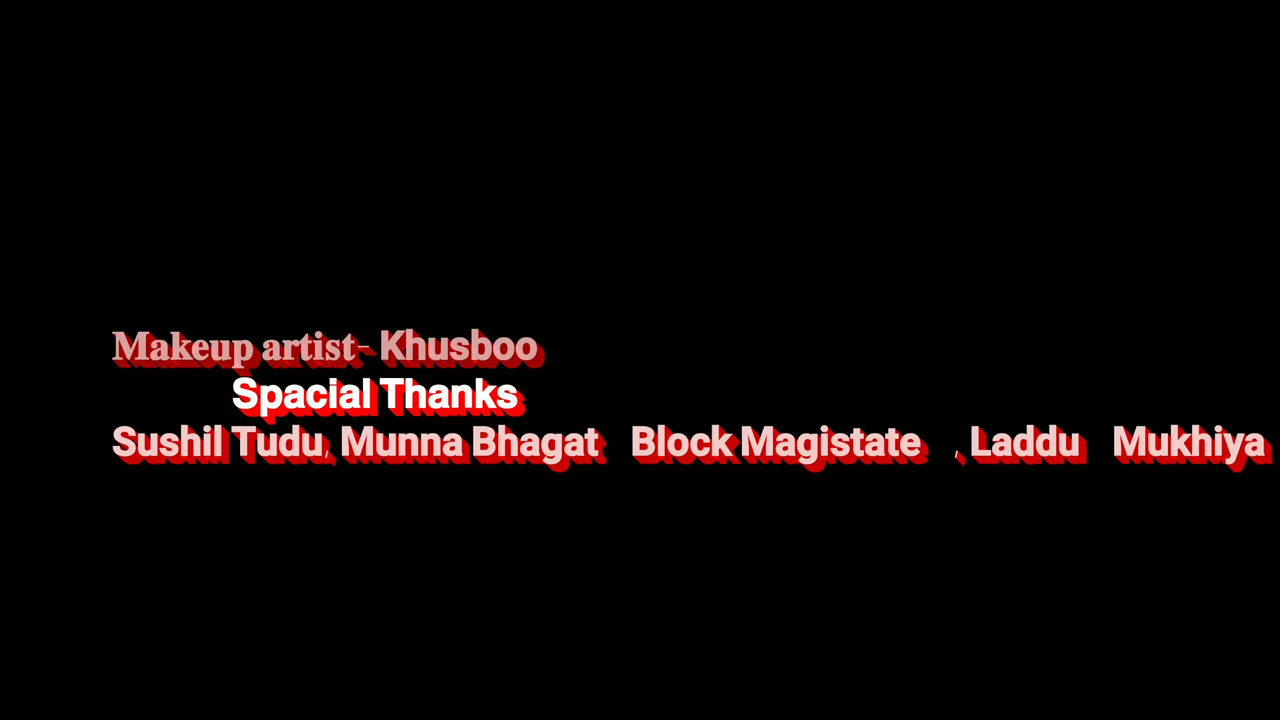 Makeup artist- Khusboo
Spacial Thanks
Sushil Tudu, Munna Bhagat Block Magistate , Laddu Mukhiya